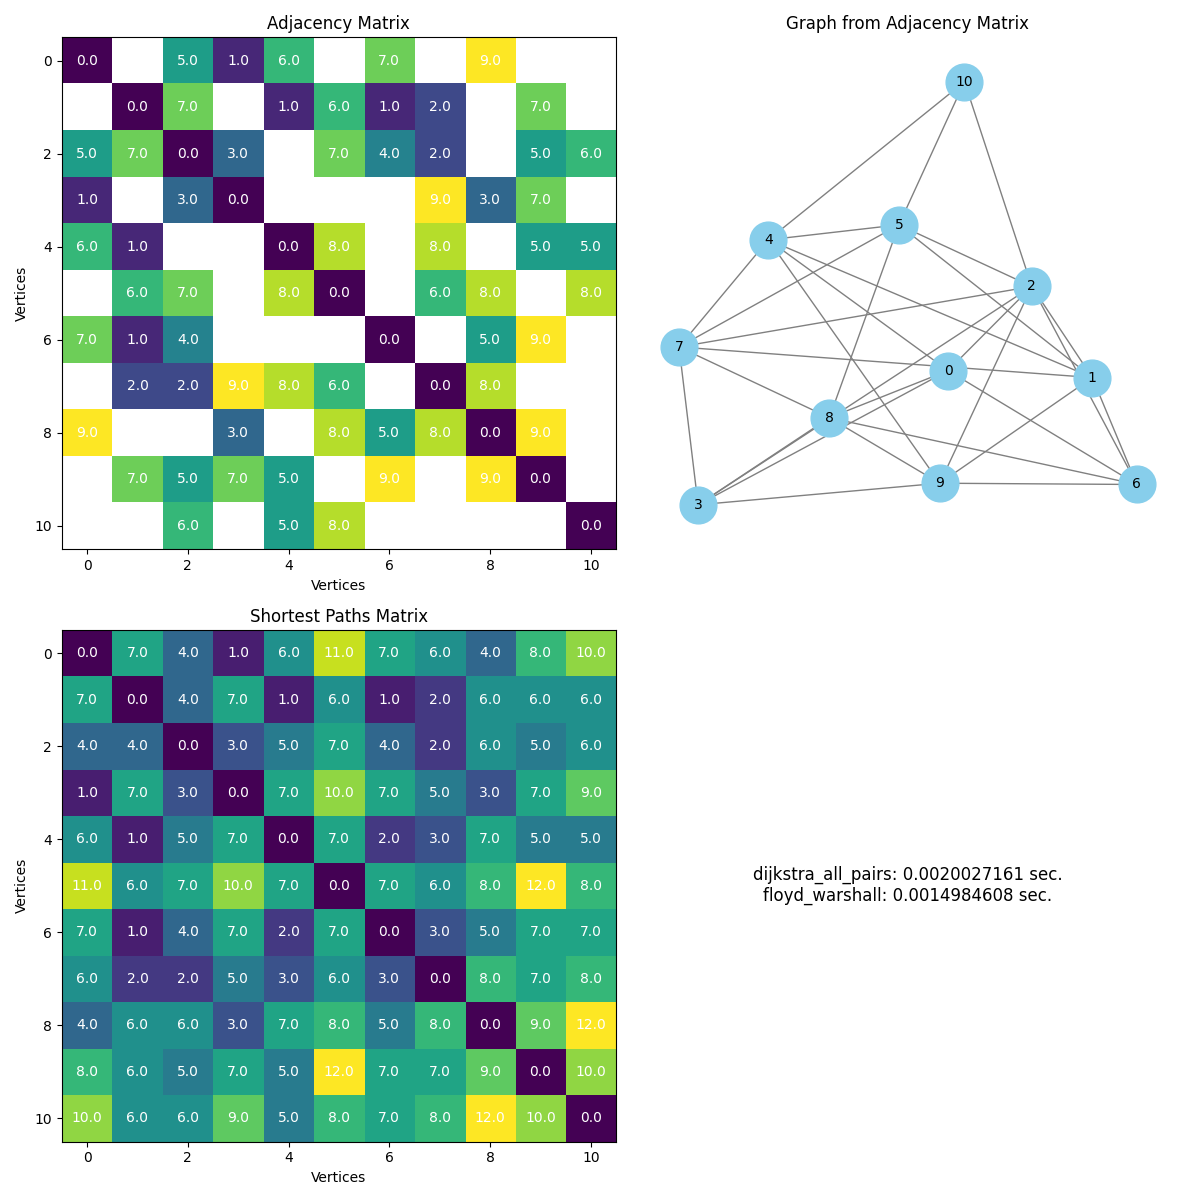 Adjacency Matrix
0 0.0 5.0 1.0 6.0 7.0 9.0
0.0 7.0 1.0 6.0 1.0 2.0 7.0
2 5.0 7.0 0.0 3.0 7.0 4.0 2.0 5.0 6.0
1.0 3.0 0.0 9.0 3.0 7.0
4 6.0 1.0 0.0 8.0 8.0 5.0 5.0
6.0 7.0 8.0 0.0 6.0 8.0 8.0
6 7.0 1.0 4.0 0.0 5.0 9.0
2.0 2.0 9.0 8.0 6.0 0.0 8.0
8 9.0 3.0 8.0 5.0 8.0 0.0 9.0
7.0 5.0 7.0 5.0 9.0 9.0 0.0
10 6.0 5.0 8.0 0.0
0 2 4 6 8 10
Vertices
Vertices
Graph from Adjacency Matrix
10
5
4
2
7
0
1
8
9
6
3
Shortest Paths Matrix
0 0.0 7.0 4.0 1.0 6.0 11.0 7.0 6.0 4.0 8.0 10.0
7.0 0.0 4.0 7.0 1.0 6.0 1.0 2.0 6.0 6.0 6.0
2 4.0 4.0 0.0 3.0 5.0 7.0 4.0 2.0 6.0 5.0 6.0
1.0 7.0 3.0 0.0 7.0 10.0 7.0 5.0 3.0 7.0 9.0
4 6.0 1.0 5.0 7.0 0.0 7.0 2.0 3.0 7.0 5.0 5.0
11.0 6.0 7.0 10.0 7.0 0.0 7.0 6.0 8.0 12.0 8.0
6 7.0 1.0 4.0 7.0 2.0 7.0 0.0 3.0 5.0 7.0 7.0
6.0 2.0 2.0 5.0 3.0 6.0 3.0 0.0 8.0 7.0 8.0
8 4.0 6.0 6.0 3.0 7.0 8.0 5.0 8.0 0.0 9.0 12.0
8.0 6.0 5.0 7.0 5.0 12.0 7.0 7.0 9.0 0.0 10.0
10 10.0 6.0 6.0 9.0 5.0 8.0 7.0 8.0 12.0 10.0 0.0
0 2 4 6 8 10
Vertices
Vertices
dijkstra_all_pairs: 0.0020027161 sec.
floyd_warshall: 0.0014984608 sec.